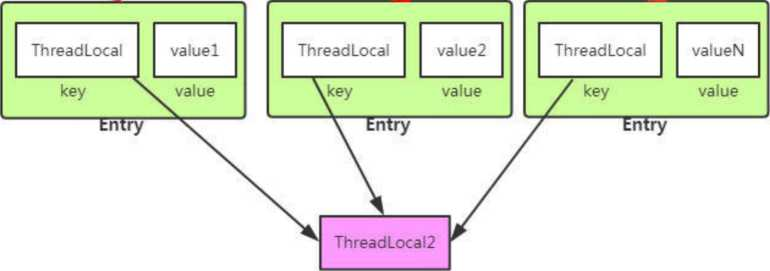 ThreadLocal value1 ThreadLocal value2 ThreadLocal valueN
key value key value key value
Entry Entry Entry
ThreadLocal2